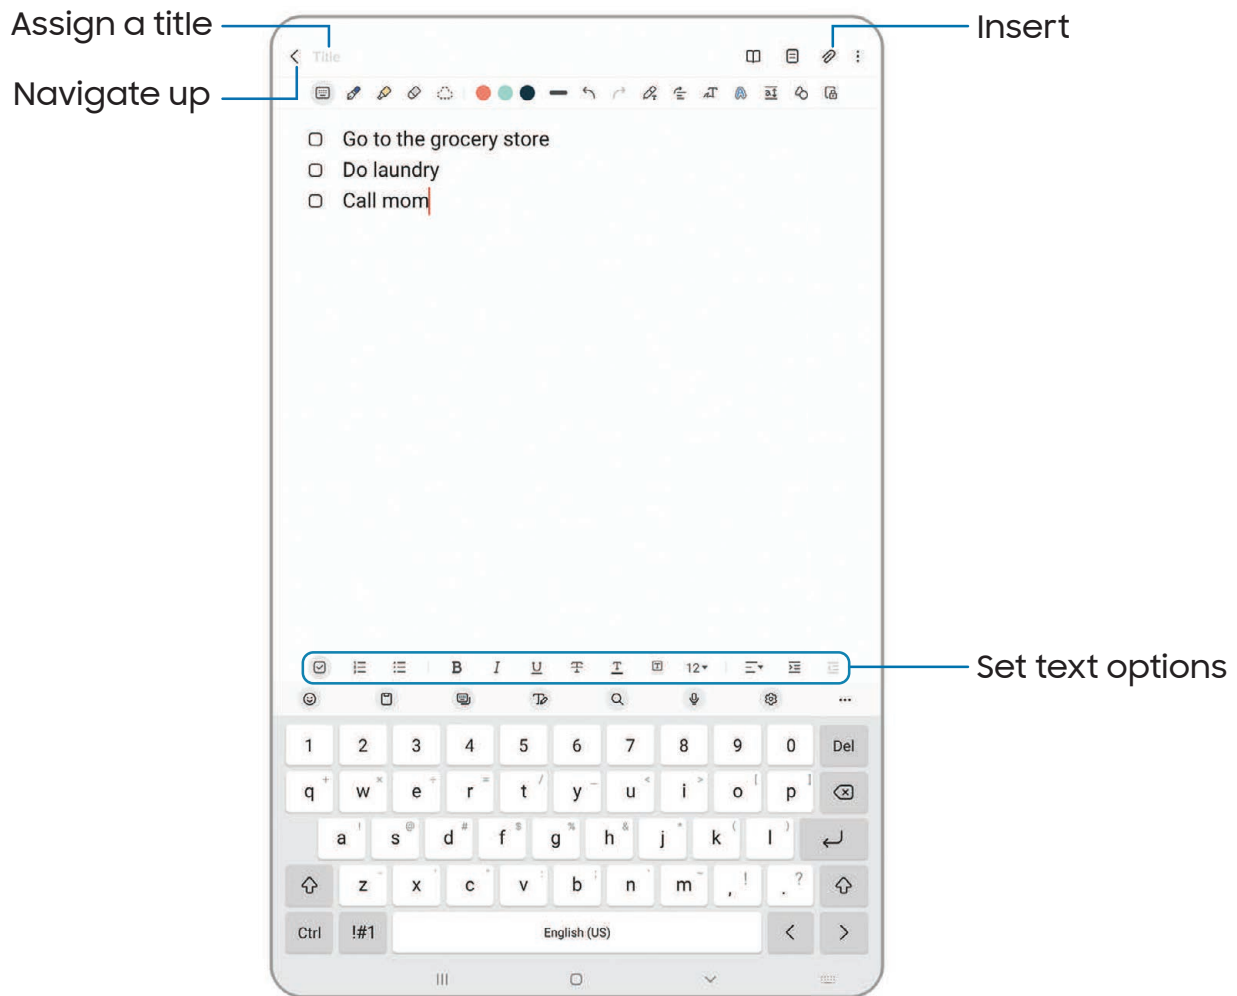 Assign a title
Insert
Title
Navigate up
Go to the grocery store
Do laundry
Call mom
B I U T T T 12
Set text options
1 2 3 4 5 6 7 8 9 0 Del
q + w × e ÷ r = t / y _ u < i > o [ p ]
a ! s @ d # f $ g % h & j * k ( l )
z - x ' c " v : b ; n m , ! . ?
Ctrl !#1 English (US) < >